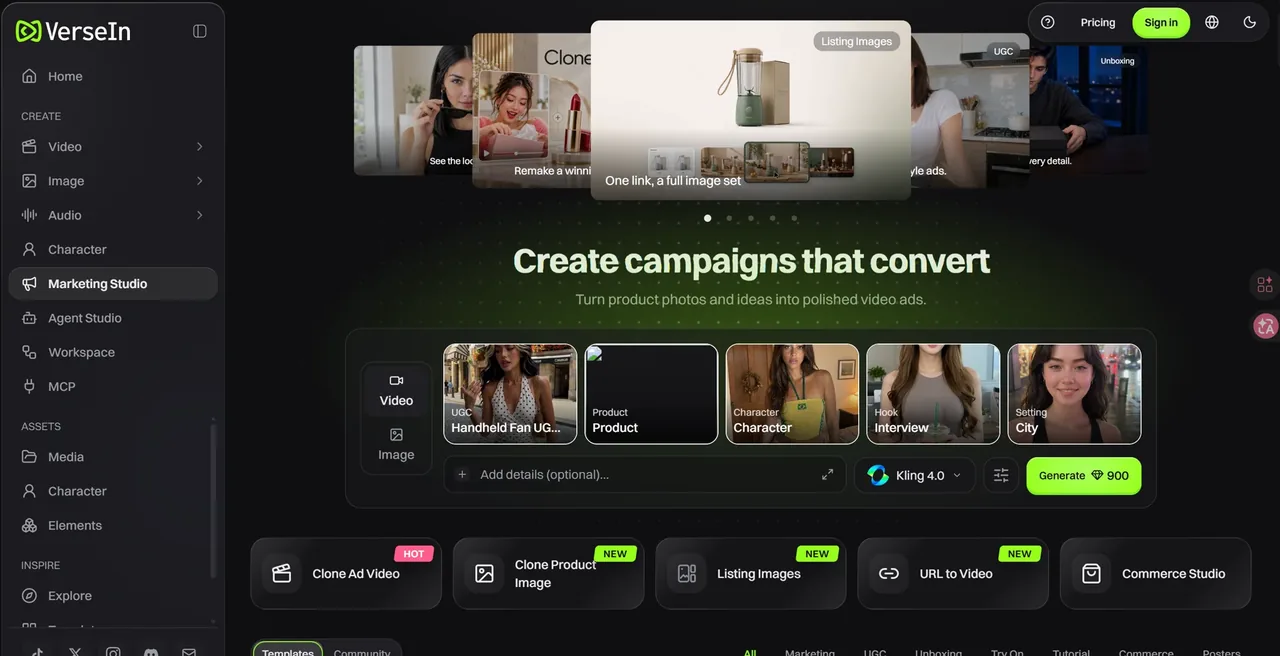 VerseIn
Home
CREATE
Video
Image
Audio
Character
Marketing Studio
Agent Studio
Workspace
MCP
ASSETS
Media
Character
Elements
INSPIRE
Explore
Pricing
Sign in
See the loo
Clone
Remake a winni
Listing Images
One link, a full image set
UGC
yle ads.
Unboxing
very detail.
Create campaigns that convert
Turn product photos and ideas into polished video ads.
Video
Image
UGC
Handheld Fan UG...
Product
Product
Character
Character
Hook
Interview
Setting
City
Add details (optional)...
Kling 4.0
Generate 900
HOT
Clone Ad Video
NEW
Clone Product
Image
NEW
Listing Images
NEW
URL to Video
Commerce Studio
Templates
Community
All
Marketing
UGC
Unboxing
Try On
Tutorial
Commerce
Posters